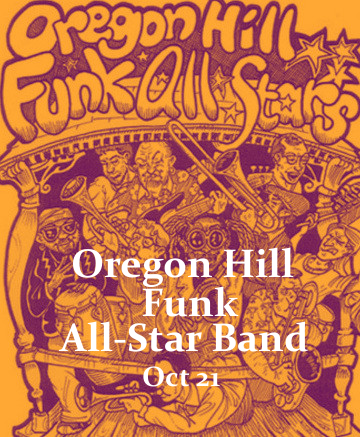 Oregon Hill
Funk All-Stars
Oregon Hill
Funk
All-Star Band
Oct 21